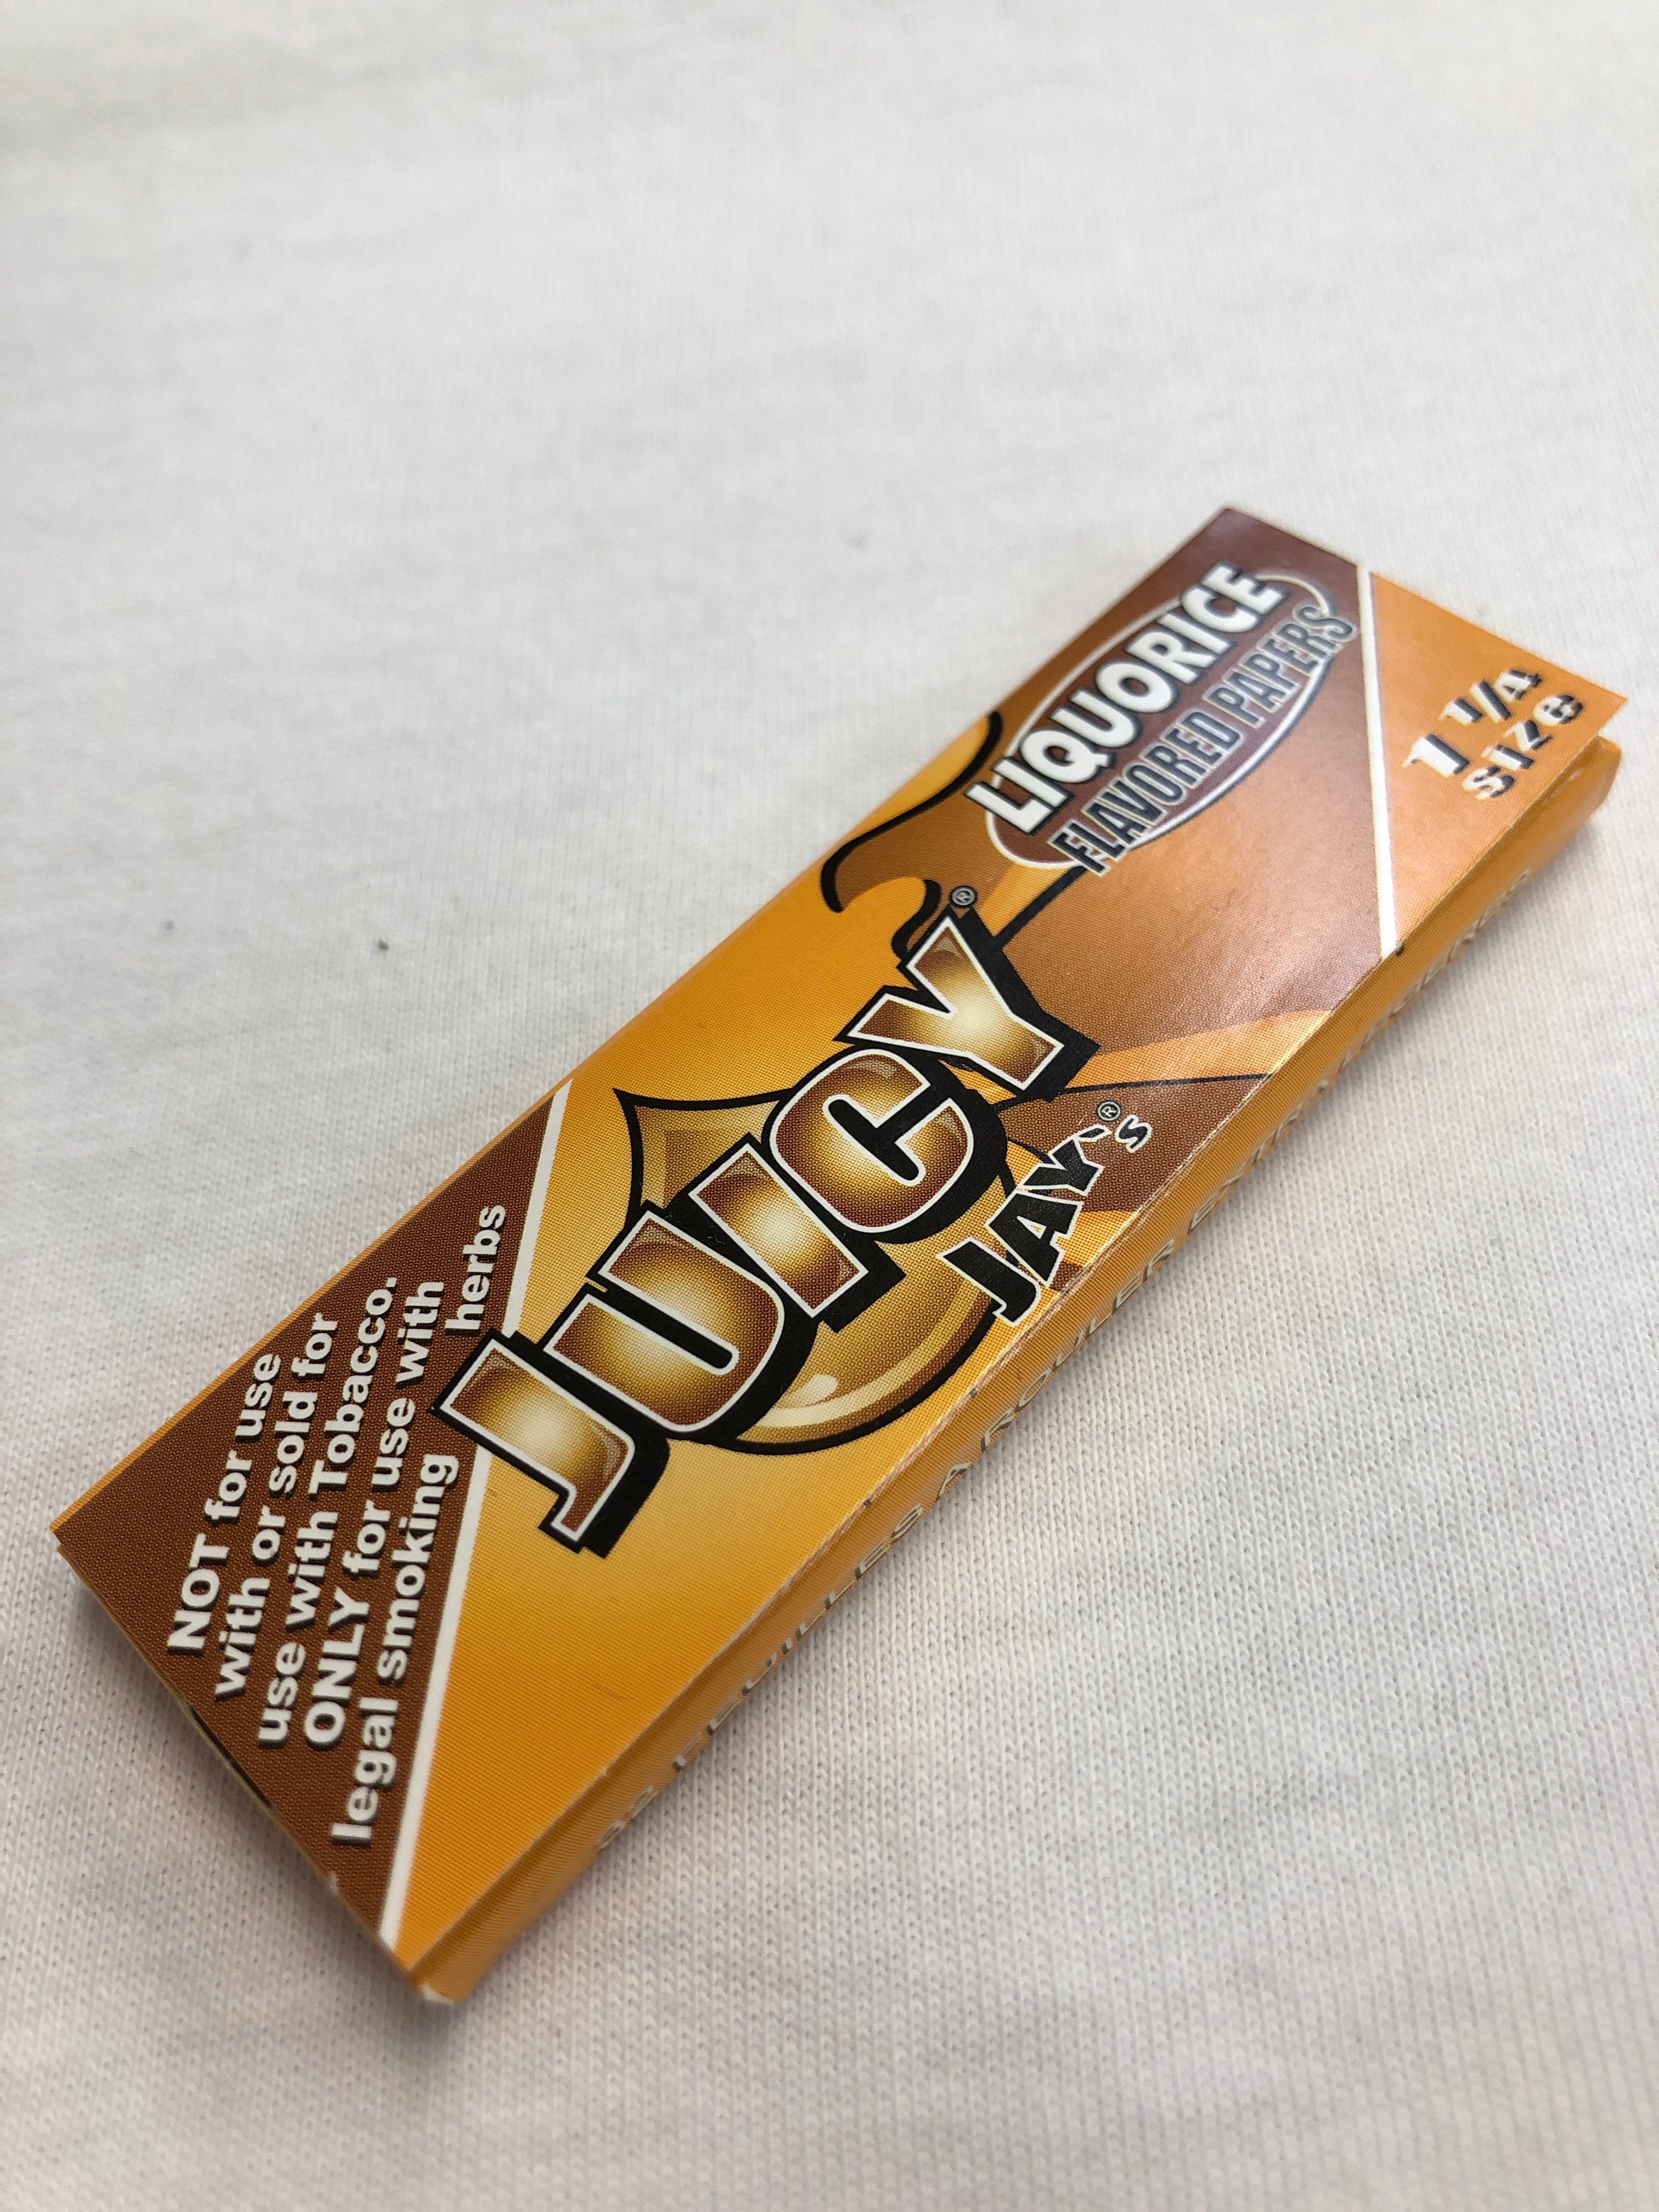 NOT for use
with or sold for
use with Tobacco.
ONLY for use with
legal smoking herbs
JUICY®
JAY's®
LIQUORICE
FLAVORED PAPERS
1 1/4
Size